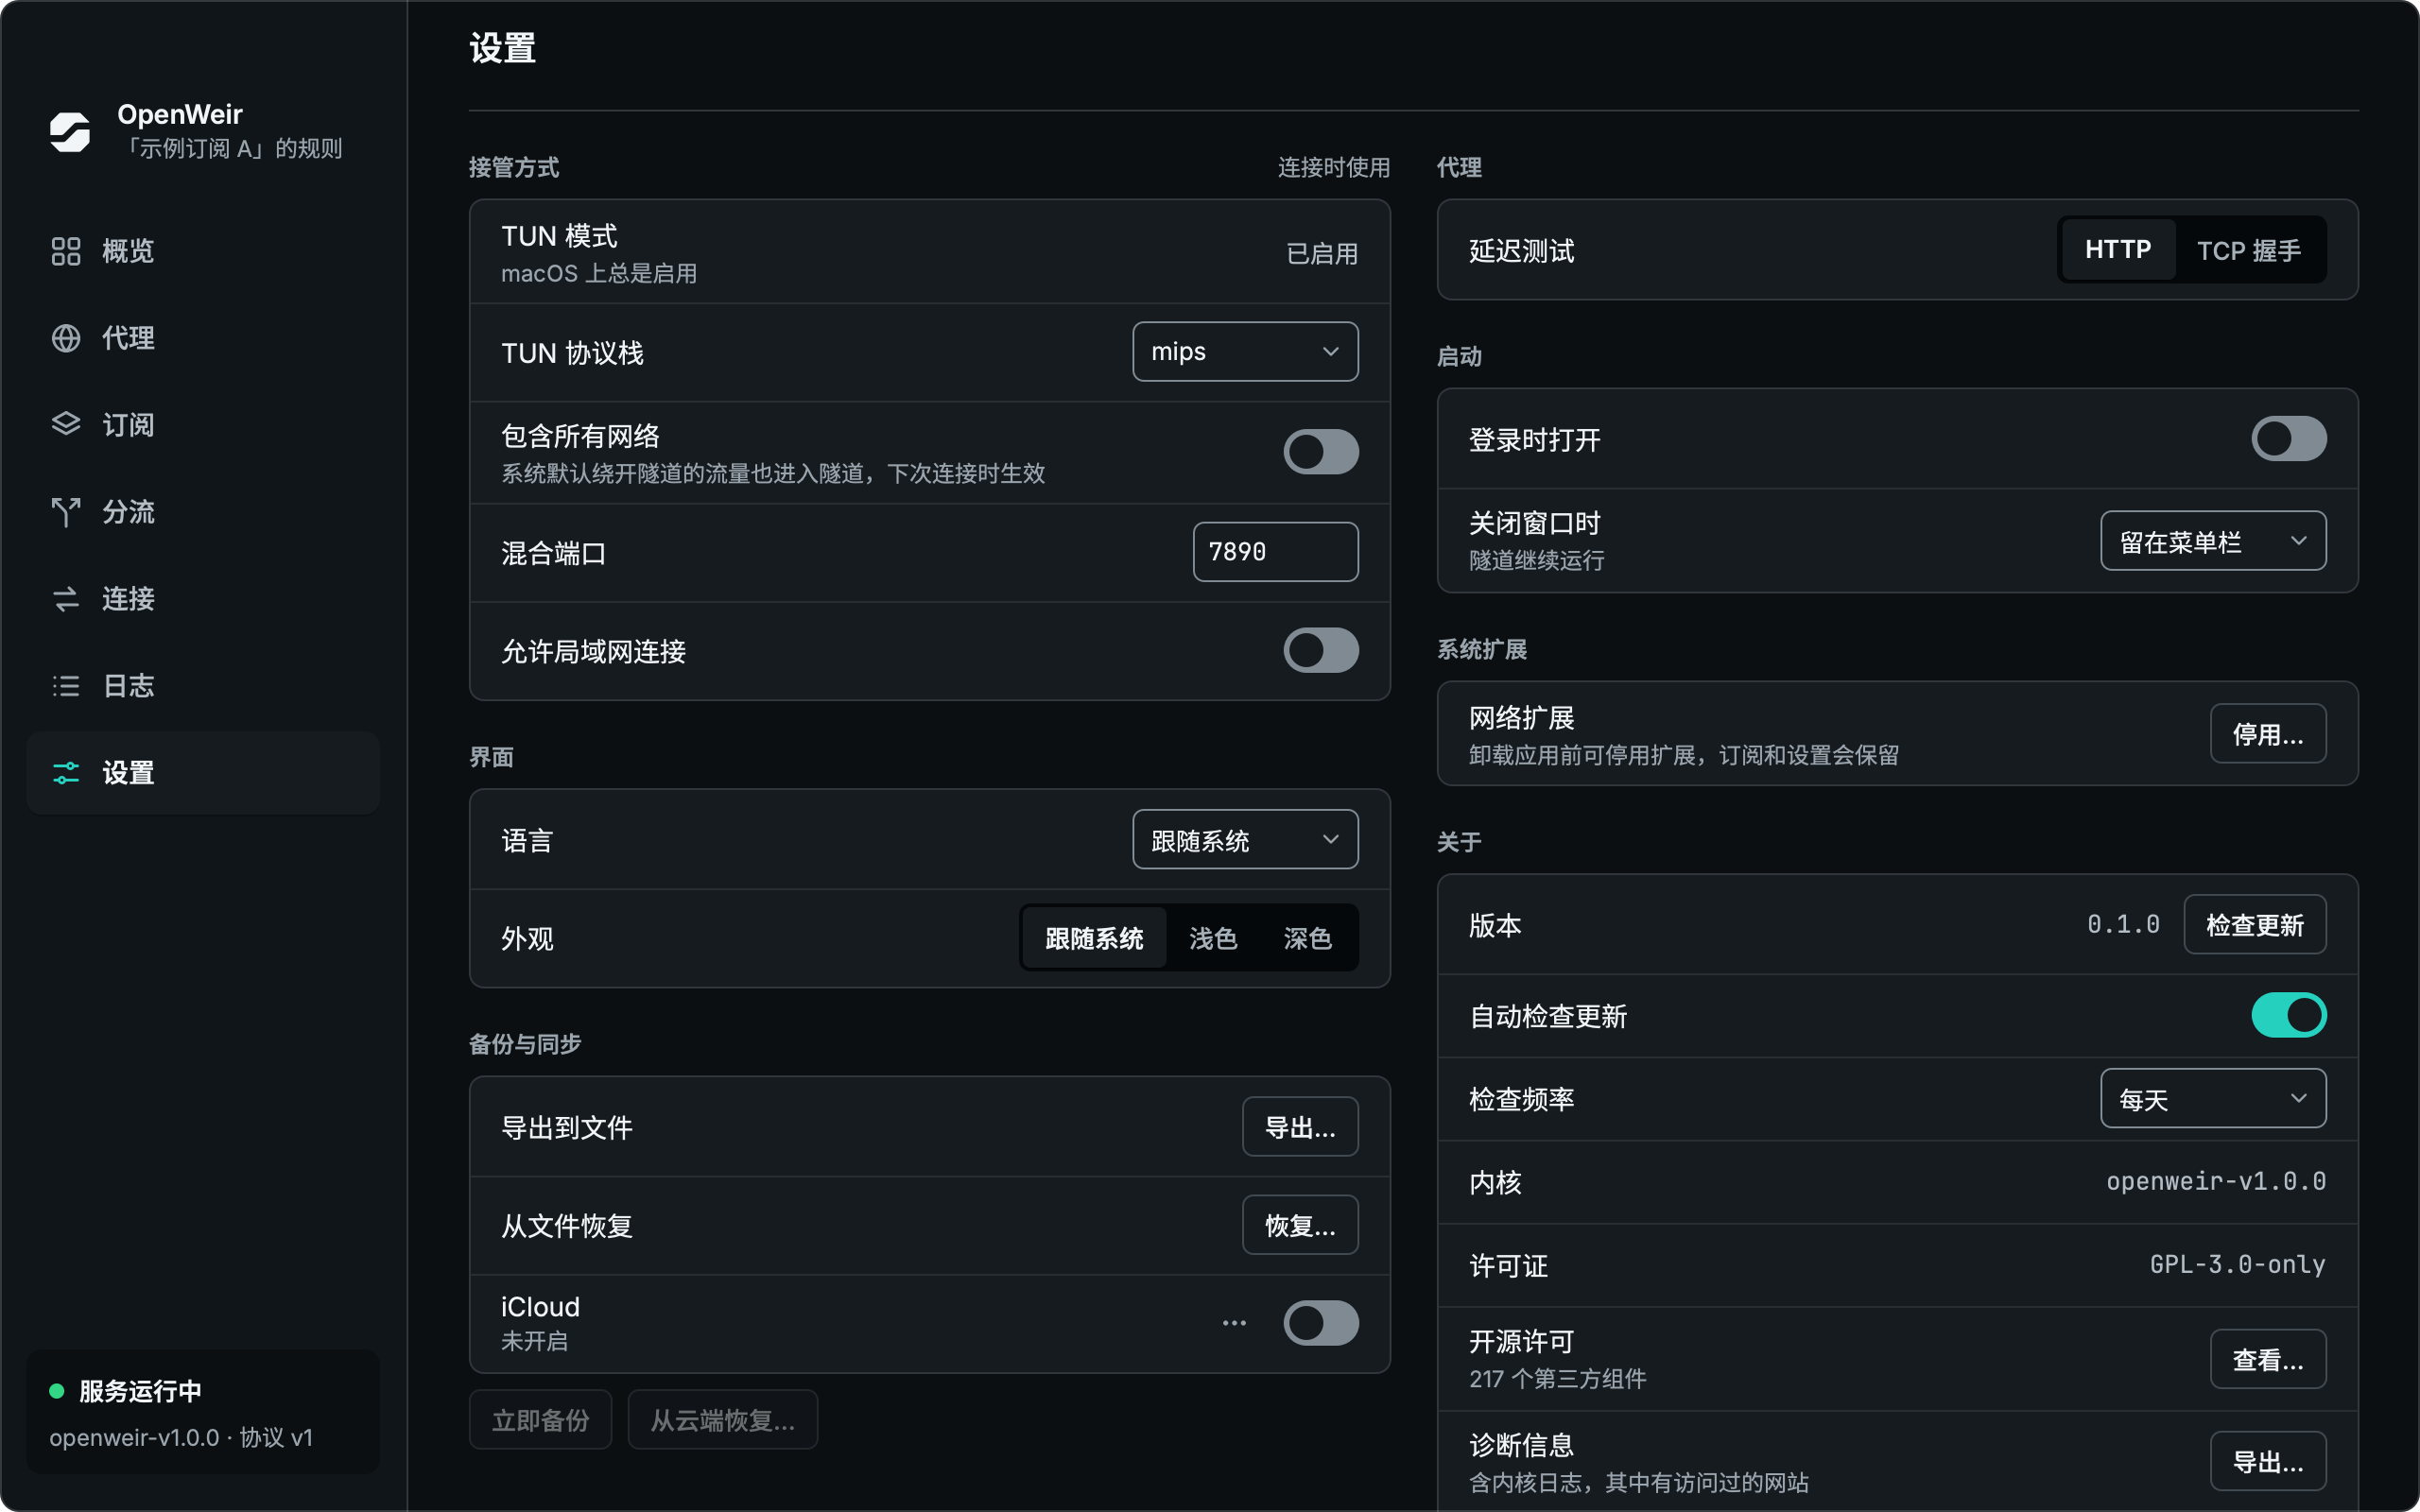 OpenWeir
「示例订阅 A」的规则
概览
代理
订阅
分流
连接
日志
设置
服务运行中
openweir-v1.0.0 · 协议 v1
设置
接管方式
连接时使用
TUN 模式
macOS 上总是启用
已启用
TUN 协议栈
mips
包含所有网络
系统默认绕开隧道的流量也进入隧道，下次连接时生效
混合端口
7890
允许局域网连接
界面
语言
跟随系统
外观
跟随系统
浅色
深色
备份与同步
导出到文件
导出...
从文件恢复
恢复...
iCloud
未开启
立即备份
从云端恢复...
代理
延迟测试
HTTP
TCP 握手
启动
登录时打开
关闭窗口时
隧道继续运行
留在菜单栏
系统扩展
网络扩展
卸载应用前可停用扩展，订阅和设置会保留
停用...
关于
版本
0.1.0
检查更新
自动检查更新
检查频率
每天
内核
openweir-v1.0.0
许可证
GPL-3.0-only
开源许可
217 个第三方组件
查看...
诊断信息
含内核日志，其中有访问过的网站
导出...